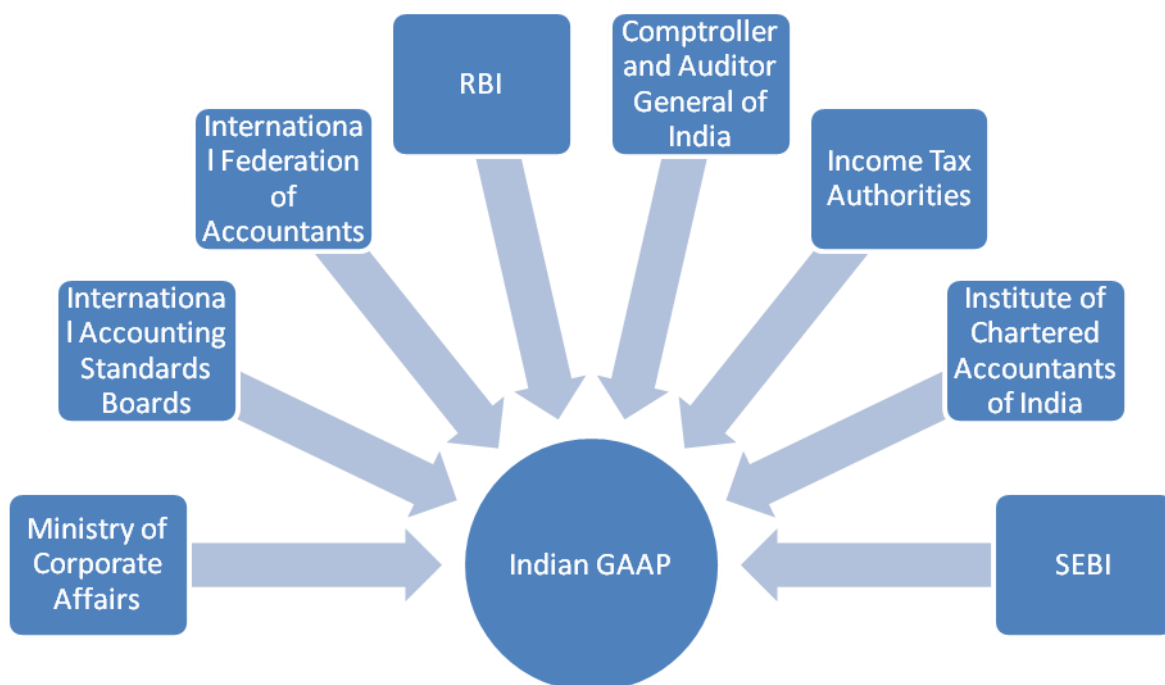 Ministry of
Corporate
Affairs
Internationa
l Accounting
Standards
Boards
Internationa
l Federation
of
Accountants
RBI
Comptroller
and Auditor
General of
India
Income Tax
Authorities
Institute of
Chartered
Accountants
of India
SEBI
Indian GAAP